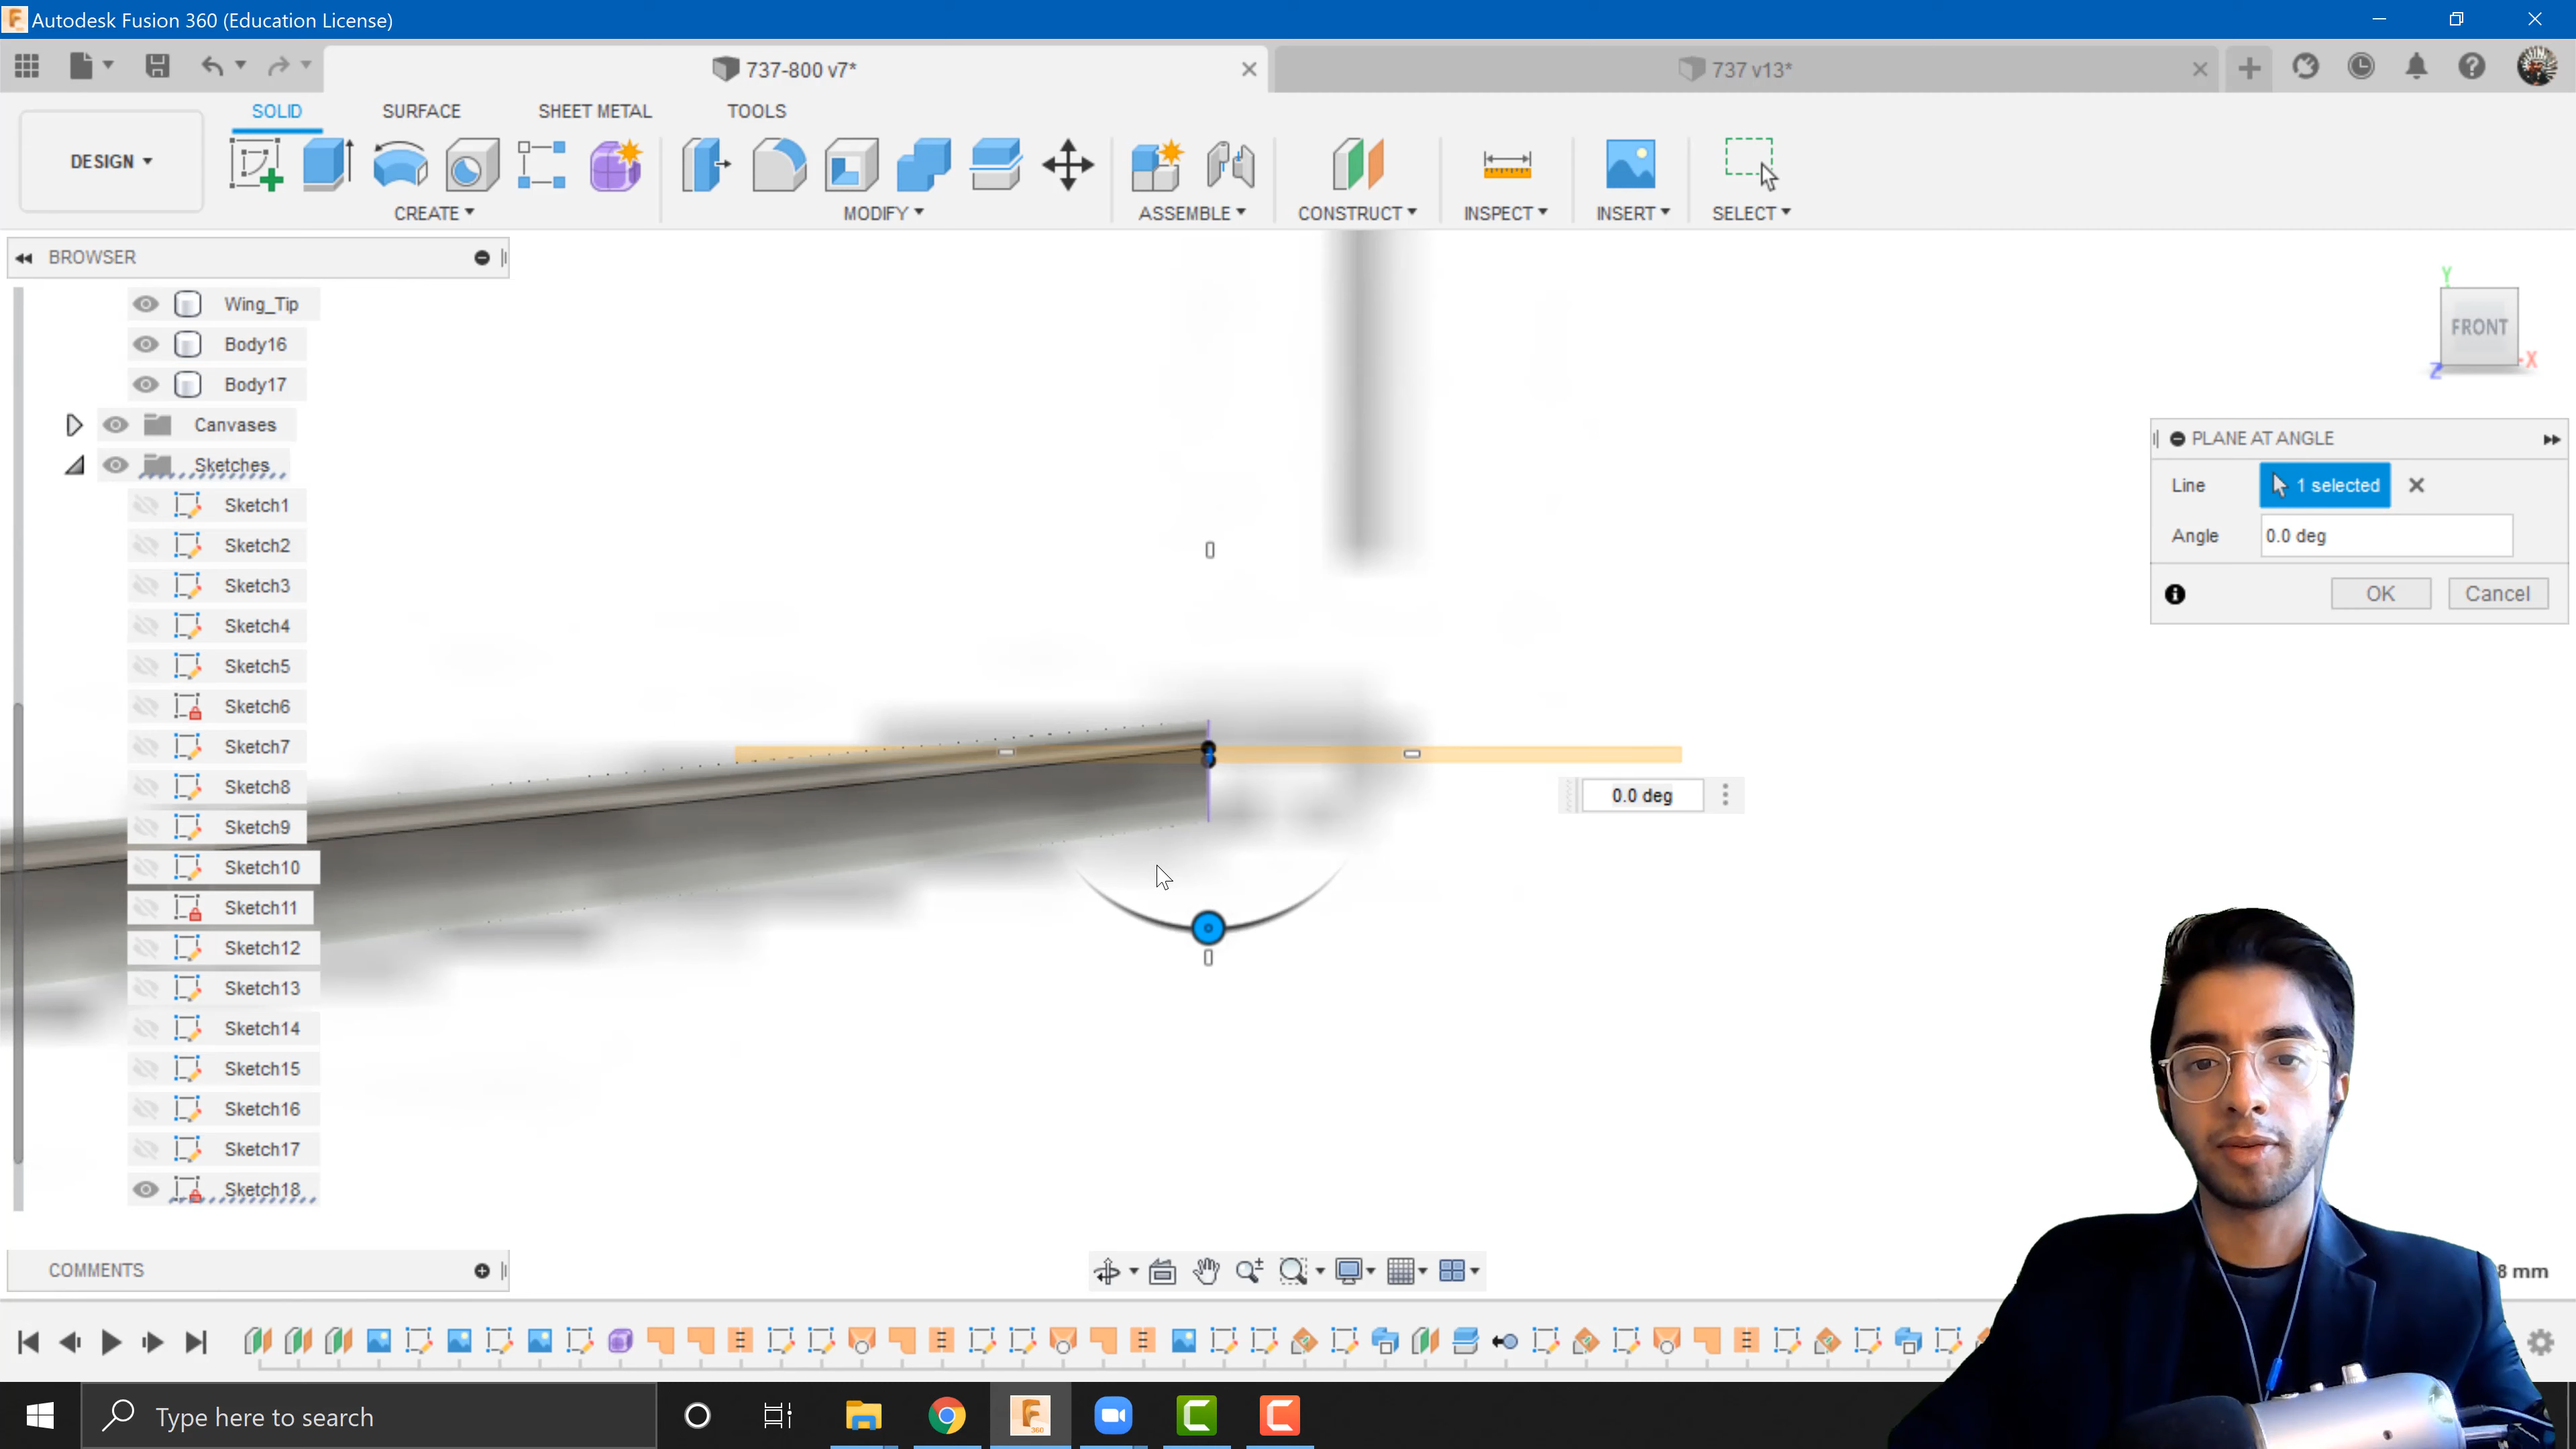 Autodesk Fusion 360 (Education License)
737-800 v7*
737 v13*
SOLID
SURFACE
SHEET METAL
TOOLS
DESIGN
CREATE
MODIFY
ASSEMBLE
CONSTRUCT
INSPECT
INSERT
SELECT
BROWSER
Wing_Tip
Body16
Body17
Canvases
Sketches
Sketch1
Sketch2
Sketch3
Sketch4
Sketch5
Sketch6
Sketch7
Sketch8
Sketch9
Sketch10
Sketch11
Sketch12
Sketch13
Sketch14
Sketch15
Sketch16
Sketch17
Sketch18
Y
FRONT
Z
-X
PLANE AT ANGLE
Line
1 selected
Angle
0.0 deg
OK
Cancel
0.0 deg
COMMENTS
8 mm
Type here to search
F
360